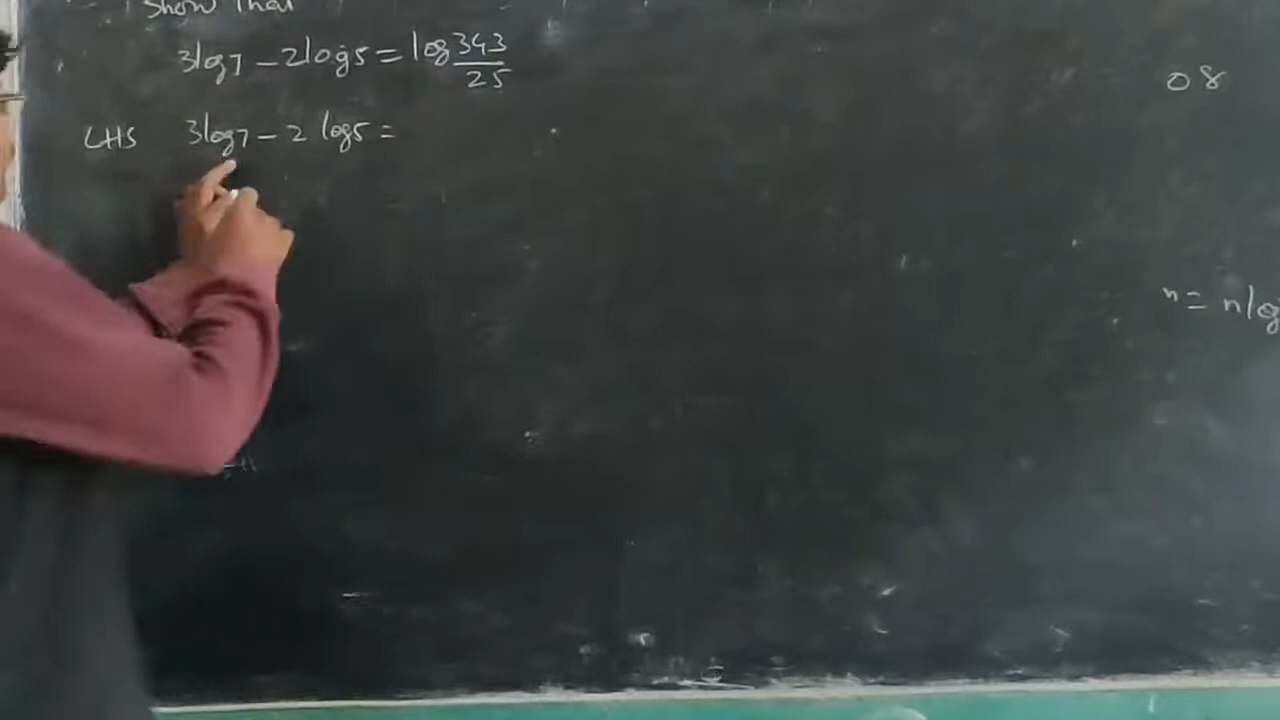 Show That
3log7 - 2log5 = log 343/25
LHS 3log7 - 2 log5 =
08
n = nlog